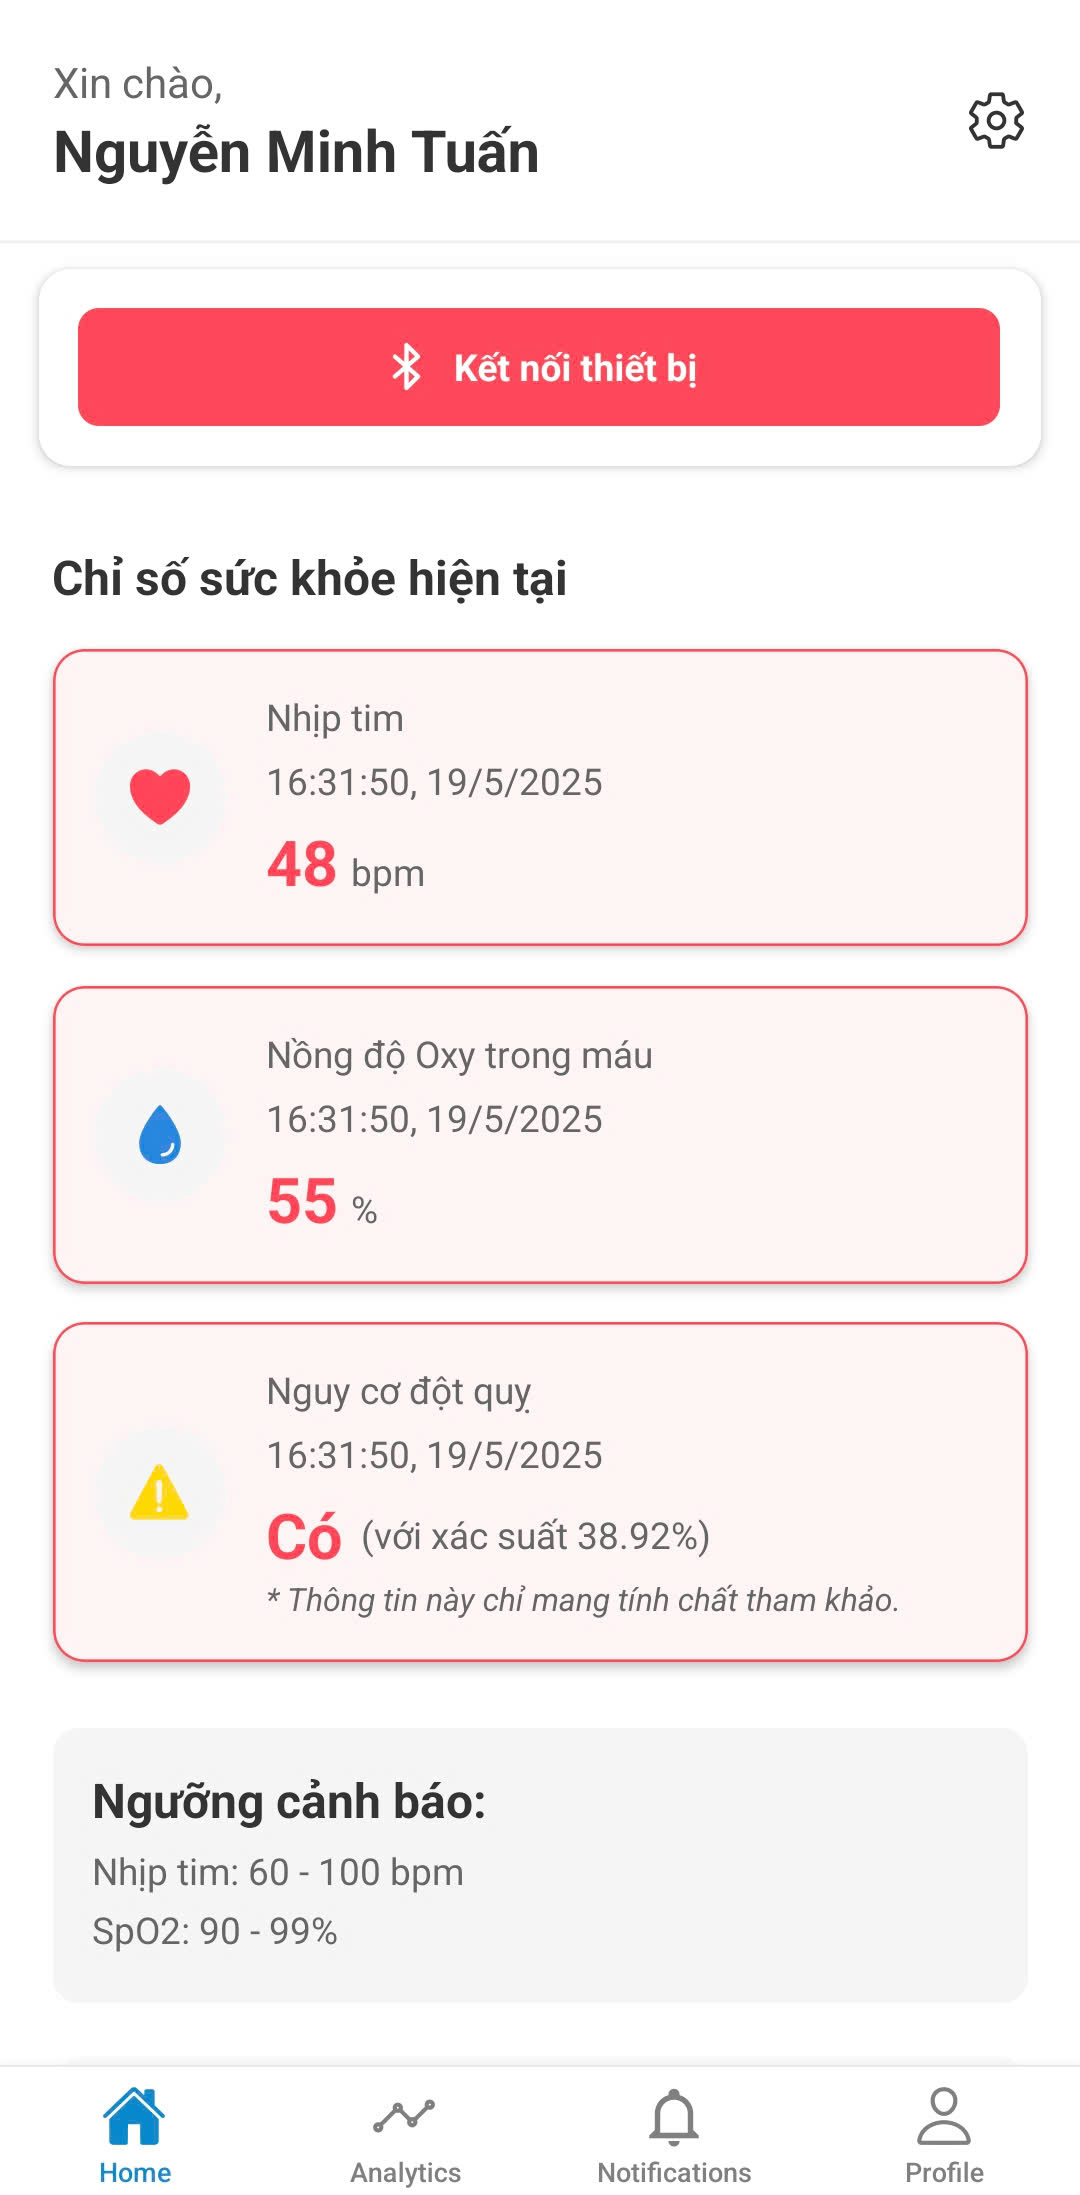 Xin chào,
Nguyễn Minh Tuấn
Kết nối thiết bị
Chỉ số sức khỏe hiện tại
Nhịp tim
16:31:50, 19/5/2025
48 bpm
Nồng độ Oxy trong máu
16:31:50, 19/5/2025
55 %
Nguy cơ đột quỵ
16:31:50, 19/5/2025
Có (với xác suất 38.92%)
* Thông tin này chỉ mang tính chất tham khảo.
Ngưỡng cảnh báo:
Nhịp tim: 60 - 100 bpm
SpO2: 90 - 99%
Home
Analytics
Notifications
Profile